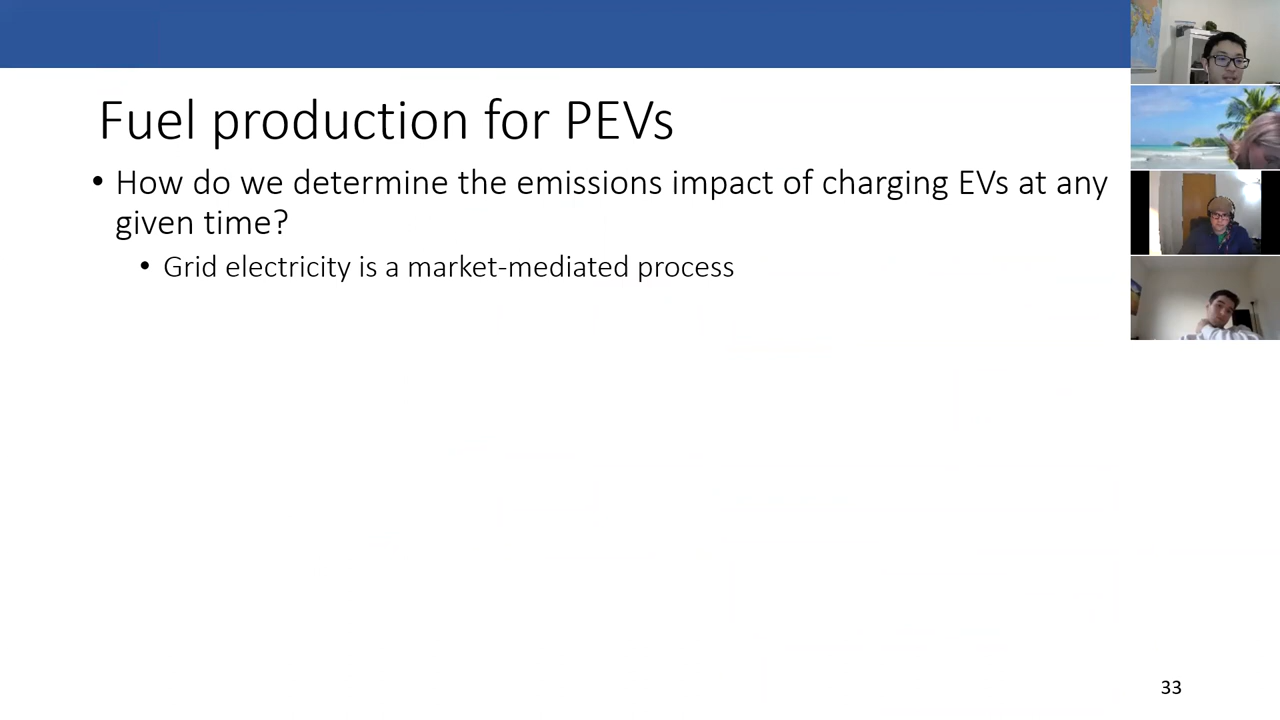 Fuel production for PEVs
• How do we determine the emissions impact of charging EVs at any
given time?
• Grid electricity is a market-mediated process
33